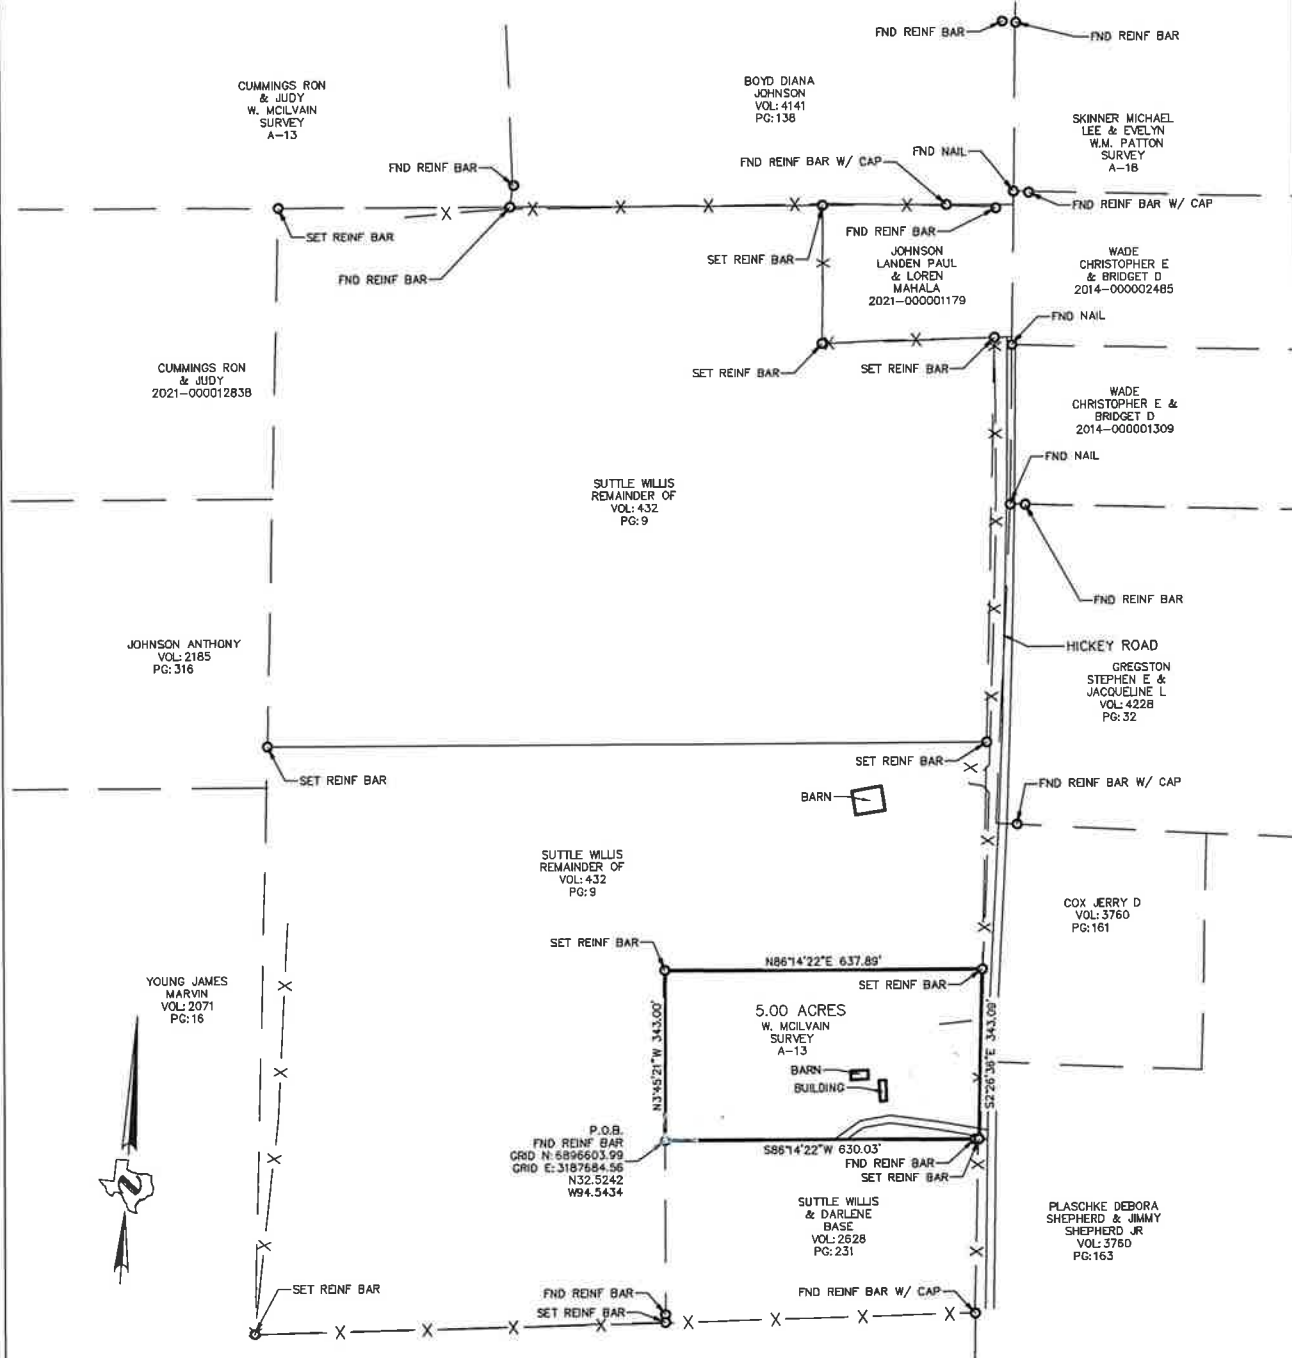 FND REINF BAR
FND REINF BAR
CUMMINGS RON
& JUDY
W. MCILVAIN
SURVEY
A-13
BOYD DIANA
JOHNSON
VOL: 4141
PG: 138
SKINNER MICHAEL
LEE & EVELYN
W.M. PATTON
SURVEY
A-18
FND REINF BAR
FND REINF BAR W/ CAP
FND NAIL
FND REINF BAR W/ CAP
SET REINF BAR
FND REINF BAR
SET REINF BAR
FND REINF BAR
JOHNSON
LANDEN PAUL
& LOREN
MAHALA
2021-000001179
WADE
CHRISTOPHER E
& BRIDGET D
2014-000002485
FND NAIL
SET REINF BAR
SET REINF BAR
CUMMINGS RON
& JUDY
2021-000012838
WADE
CHRISTOPHER E &
BRIDGET D
2014-000001309
FND NAIL
SUTTLE WILLIS
REMAINDER OF
VOL: 432
PG: 9
FND REINF BAR
HICKEY ROAD
JOHNSON ANTHONY
VOL: 2185
PG: 316
GREGSTON
STEPHEN E &
JACQUELINE L
VOL: 4228
PG: 32
SET REINF BAR
SET REINF BAR
FND REINF BAR W/ CAP
BARN
SUTTLE WILLIS
REMAINDER OF
VOL: 432
PG: 9
COX JERRY D
VOL: 3760
PG: 161
SET REINF BAR
N86°14'22"E 637.89'
SET REINF BAR
YOUNG JAMES
MARVIN
VOL: 2071
PG: 16
N3°45'21"W 343.00'
5.00 ACRES
W. MCILVAIN
SURVEY
A-13
S2°26'36"E 343.09'
BARN
BUILDING
P.O.B.
FND REINF BAR
GRID N: 6896603.99
GRID E: 3187684.56
N32.5242
W94.5434
S86°14'22"W 630.03'
FND REINF BAR
SET REINF BAR
SUTTLE WILLIS
& DARLENE
BASE
VOL: 2628
PG: 231
PLASCHKE DEBORA
SHEPHERD & JIMMY
SHEPHERD JR
VOL: 3760
PG: 163
N
SET REINF BAR
FND REINF BAR
SET REINF BAR
FND REINF BAR W/ CAP